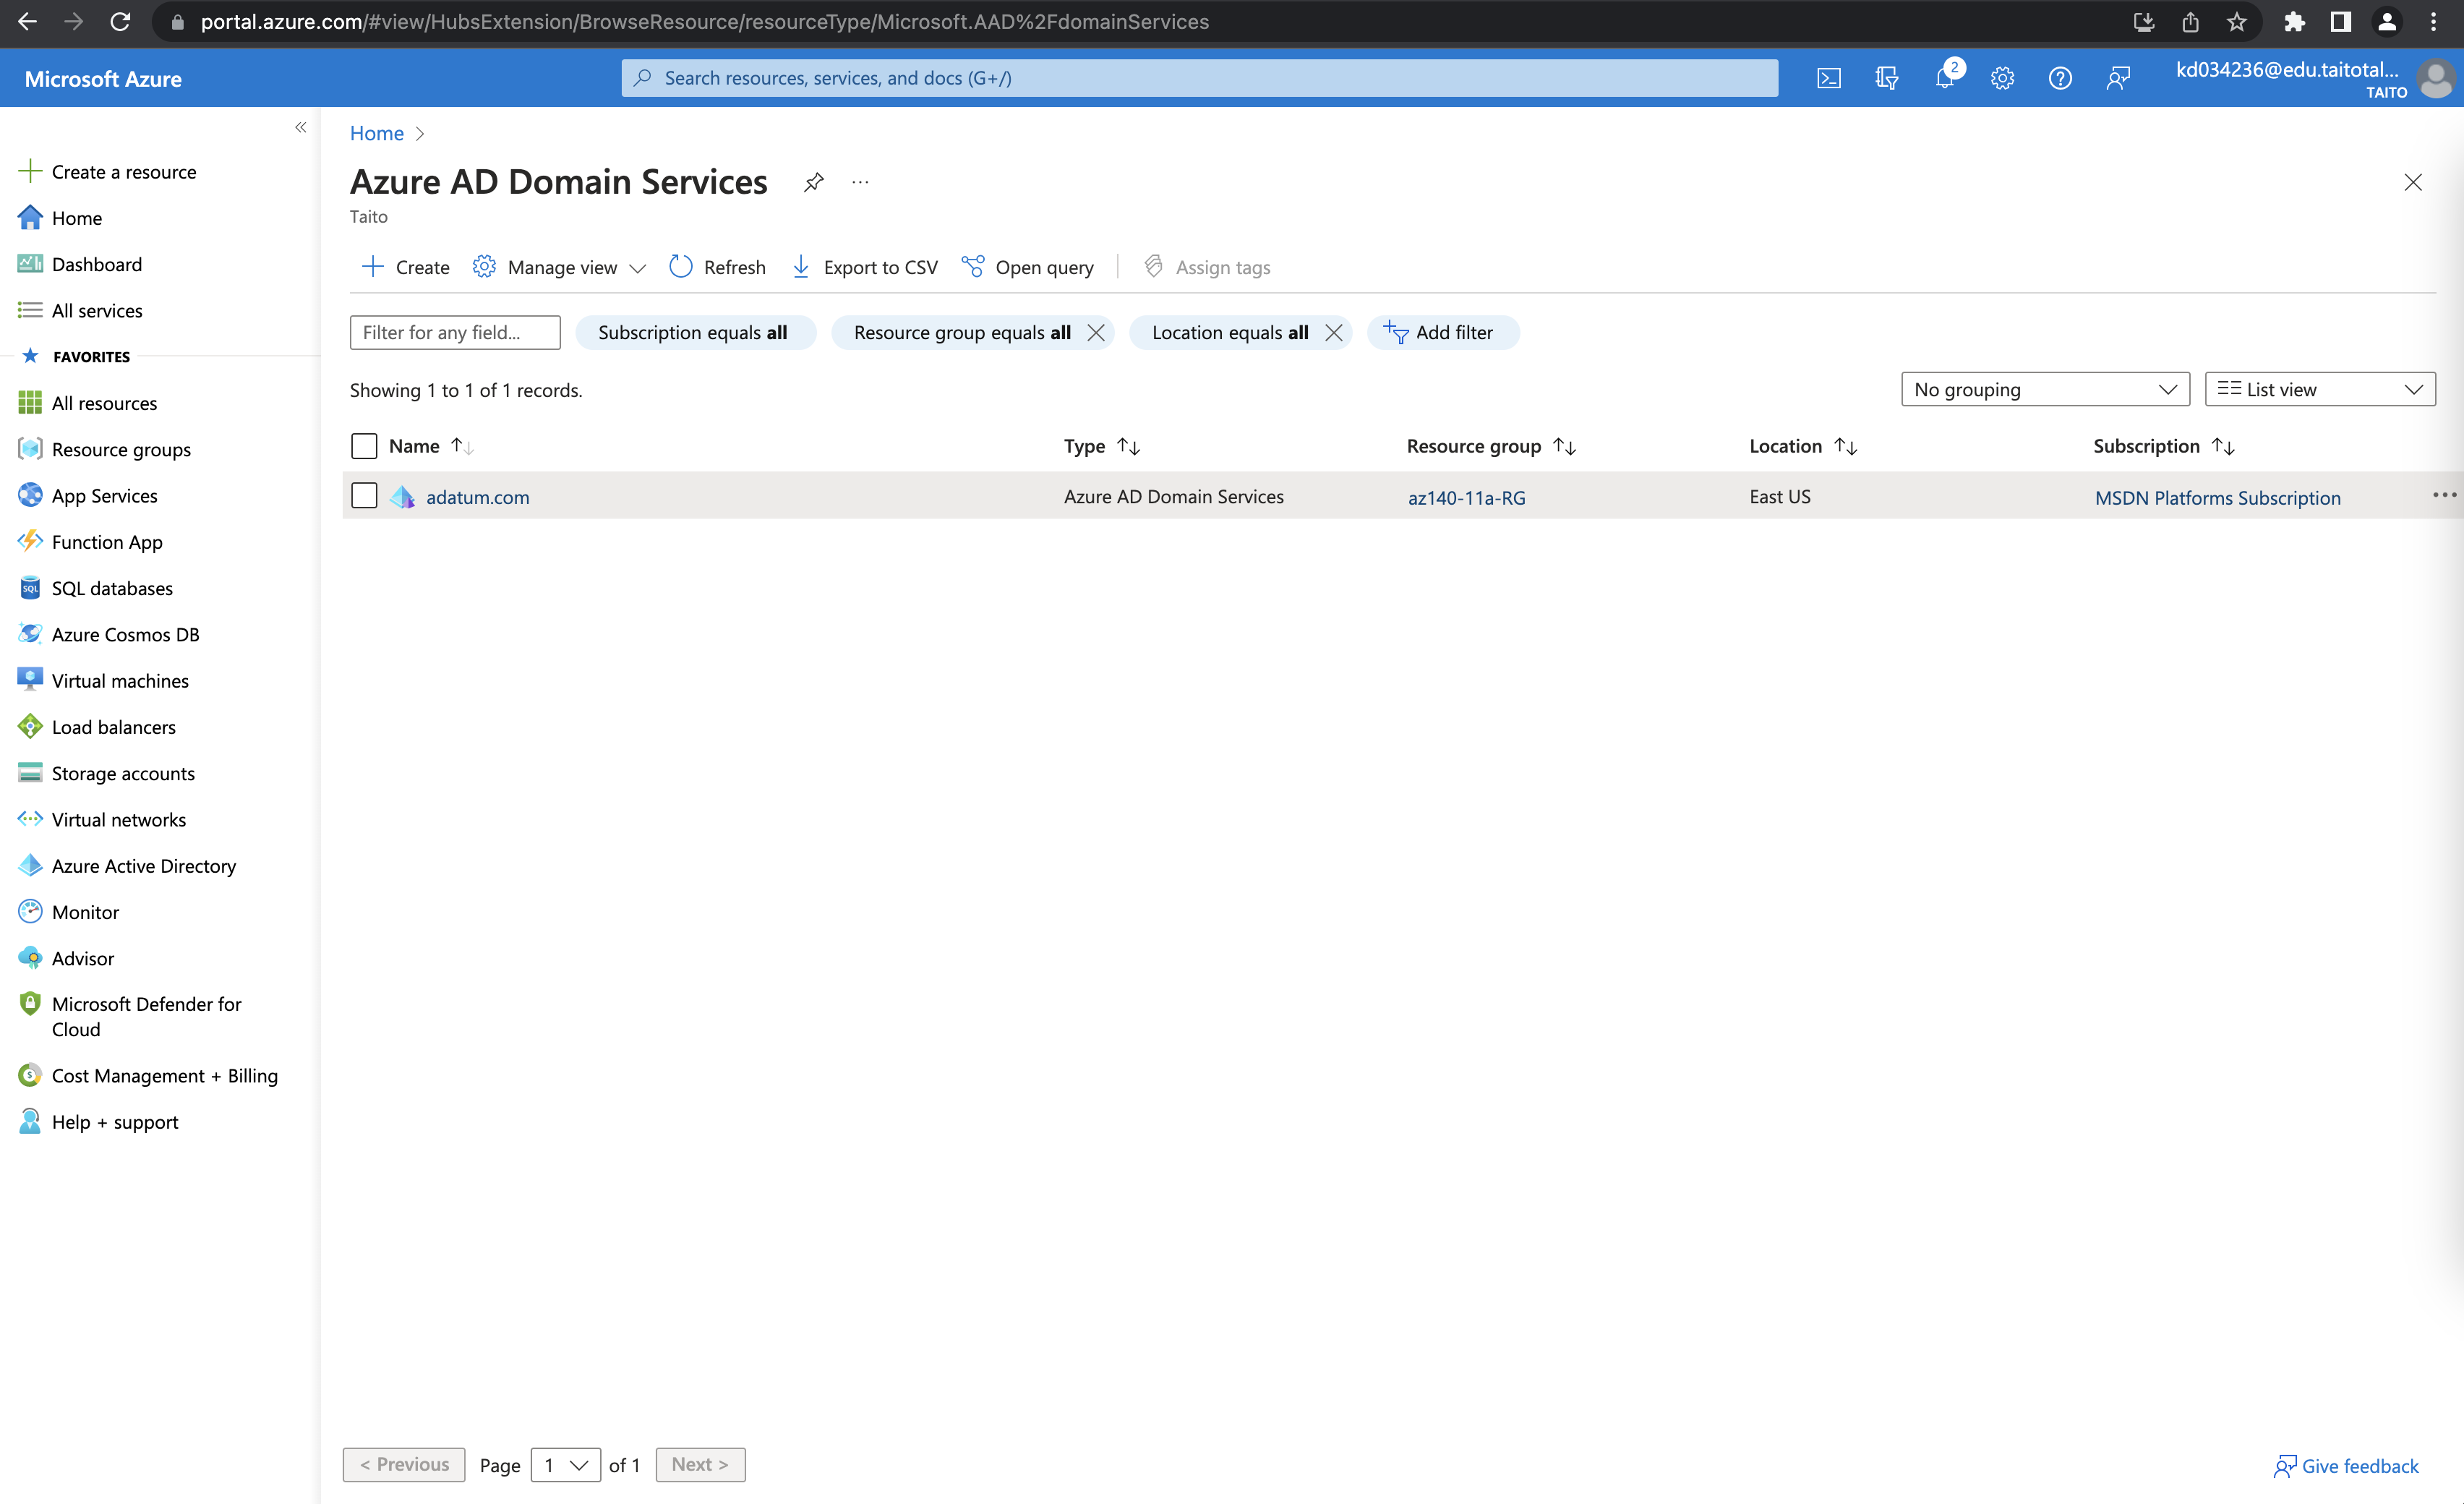 portal.azure.com/#view/HubsExtension/BrowseResource/resourceType/Microsoft.AAD%2FdomainServices
Microsoft Azure
Search resources, services, and docs (G+/)
2
kd034236@edu.taitotal...
TAITO
Create a resource
Home
Dashboard
All services
FAVORITES
All resources
Resource groups
App Services
Function App
SQL
SQL databases
Azure Cosmos DB
Virtual machines
Load balancers
Storage accounts
Virtual networks
Azure Active Directory
Monitor
Advisor
Microsoft Defender for
Cloud
Cost Management + Billing
Help + support
Home
Azure AD Domain Services
Taito
Create
Manage view
Refresh
Export to CSV
Open query
Assign tags
Filter for any field...
Subscription equals all
Resource group equals all
Location equals all
Add filter
Showing 1 to 1 of 1 records.
No grouping
List view
Name Type Resource group Location Subscription
adatum.com Azure AD Domain Services az140-11a-RG East US MSDN Platforms Subscription
< Previous Page 1 of 1 Next >
Give feedback